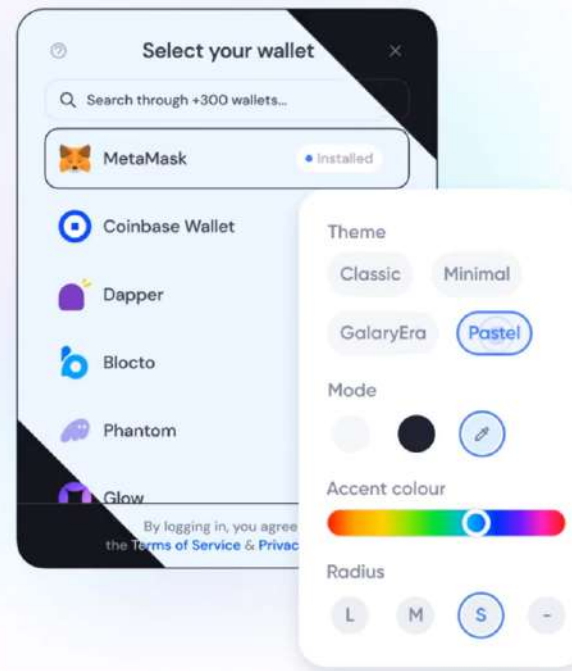 Select your wallet
Search through +300 wallets...
MetaMask
Installed
Coinbase Wallet
Dapper
Blocto
Phantom
Glow
By logging in, you agree
the Terms of Service & Privac
Theme
Classic Minimal
GalaryEra Pastel
Mode
Accent colour
Radius
L M S -